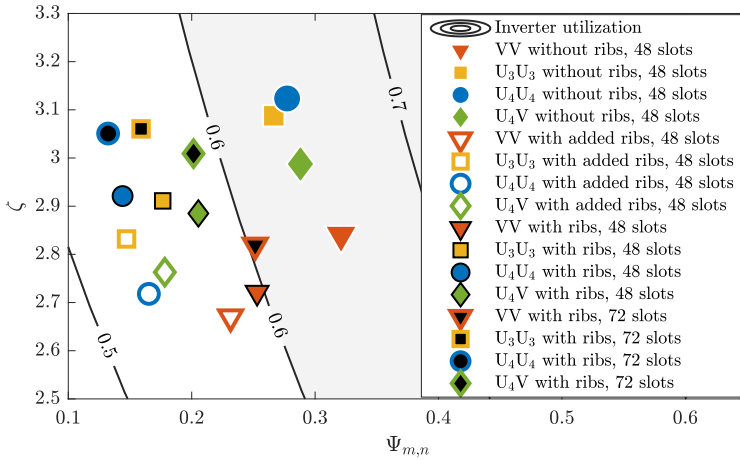 3.3
3.2
3.1
3
2.9
2.8
2.7
2.6
2.5
ζ
0.1
0.2
0.3
0.4
0.5
0.6
Ψm,n
0.5
0.6
0.6
0.7
Inverter utilization
VV without ribs, 48 slots
U3U3 without ribs, 48 slots
U4U4 without ribs, 48 slots
U4V without ribs, 48 slots
VV with added ribs, 48 slots
U3U3 with added ribs, 48 slots
U4U4 with added ribs, 48 slots
U4V with added ribs, 48 slots
VV with ribs, 48 slots
U3U3 with ribs, 48 slots
U4U4 with ribs, 48 slots
U4V with ribs, 48 slots
VV with ribs, 72 slots
U3U3 with ribs, 72 slots
U4U4 with ribs, 72 slots
U4V with ribs, 72 slots